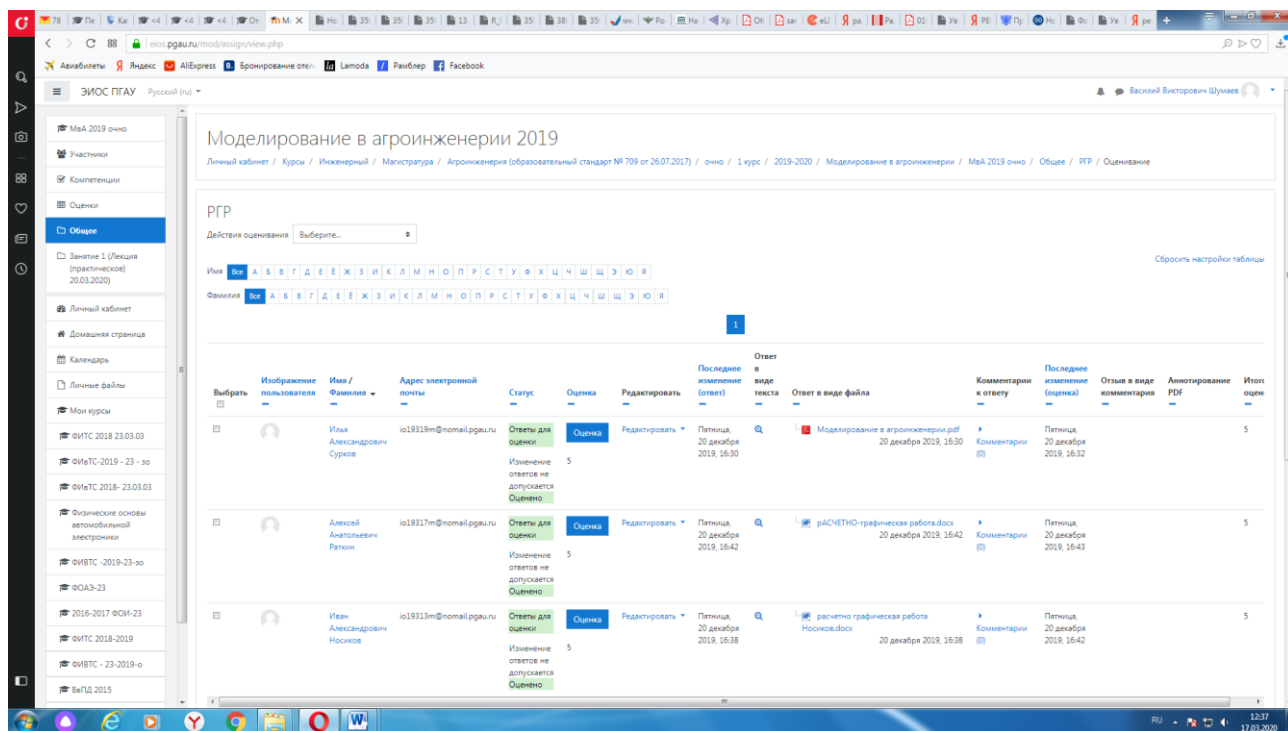 eios.pgau.ru/mod/assign/view.php
Авиабилеты Яндекс AliExpress Бронирование отел Lamoda Рамблер Facebook
ЭИОС ПГАУ Русский (ru)
Василий Викторович Шумаев
МвА 2019 очно
Участники
Компетенции
Оценки
Общее
Занятие 1 (Лекция
(практическое)
20.03.2020)
Личный кабинет
Домашняя страница
Календарь
Личные файлы
Мои курсы
ФИТС 2018 23.03.03
ФИвТС-2019 - 23 - зо
ФИвТС 2018- 23.03.03
Физические основы
автомобильной
электроники
ФИВТС -2019-23-зо
ФОАЭ-23
2016-2017 ФОИ-23
ФИТС 2018-2019
ФИВТС - 23-2019-о
ВвПД 2015
Моделирование в агроинженерии 2019
Личный кабинет / Курсы / Инженерный / Магистратура / Агроинженерия (образовательный стандарт № 709 от 26.07.2017) / очно / 1 курс / 2019-2020 / Моделирование в агроинженерии / МвА 2019 очно / Общее / РГР / Оценивание
РГР
Действия оценивания Выберите...
Сбросить настройки таблицы
Имя Все А Б В Г Д Е Ё Ж З И К Л М Н О П Р С Т У Ф Х Ц Ч Ш Щ Э Ю Я
Фамилия Все А Б В Г Д Е Ё Ж З И К Л М Н О П Р С Т У Ф Х Ц Ч Ш Щ Э Ю Я
1
Выбрать
Изображение
пользователя
Имя /
Фамилия
Адрес электронной
почты
Статус
Оценка
Редактировать
Последнее
изменение
(ответ)
Ответ
в
виде
текста
Ответ в виде файла
Комментарии
к ответу
Последнее
изменение
(оценка)
Отзыв в виде
комментария
Аннотирование
PDF
Итого
оцен
Илья
Александрович
Сурков
io19319m@nomail.pgau.ru
Ответы для
оценки
Изменение
ответов не
допускается
Оценено
Оценка
5
Редактировать
Пятница,
20 декабря
2019, 16:30
Моделирование в агроинженерии.pdf
20 декабря 2019, 16:30
Комментарии
(0)
Пятница,
20 декабря
2019, 16:32
5
Алексей
Анатольевич
Раткин
io19317m@nomail.pgau.ru
Ответы для
оценки
Изменение
ответов не
допускается
Оценено
Оценка
5
Редактировать
Пятница,
20 декабря
2019, 16:42
рАСЧЕТНО-графическая работа.docx
20 декабря 2019, 16:42
Комментарии
(0)
Пятница,
20 декабря
2019, 16:43
5
Иван
Александрович
Носиков
io19313m@nomail.pgau.ru
Ответы для
оценки
Изменение
ответов не
допускается
Оценено
Оценка
5
Редактировать
Пятница,
20 декабря
2019, 16:38
расчетно графическая работа
Носиков.docx
20 декабря 2019, 16:38
Комментарии
(0)
Пятница,
20 декабря
2019, 16:42
5
RU
12:37
17.03.2020